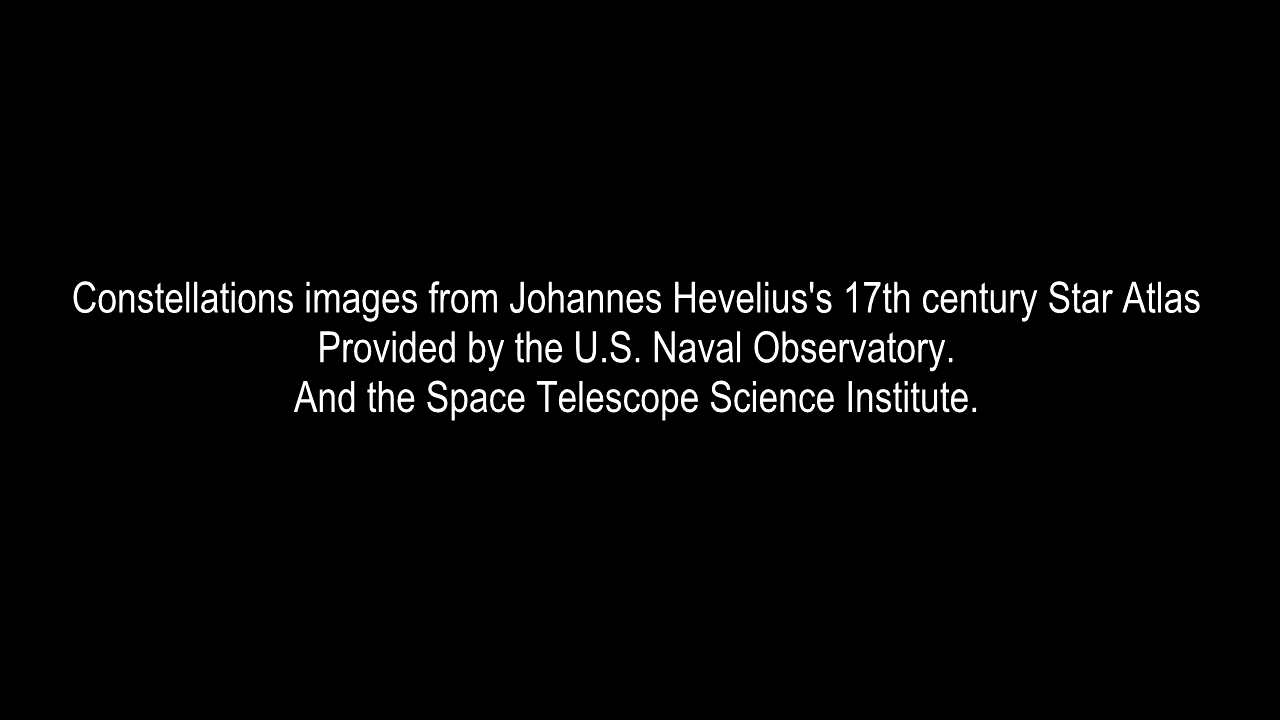 Constellations images from Johannes Hevelius's 17th century Star Atlas
Provided by the U.S. Naval Observatory.
And the Space Telescope Science Institute.